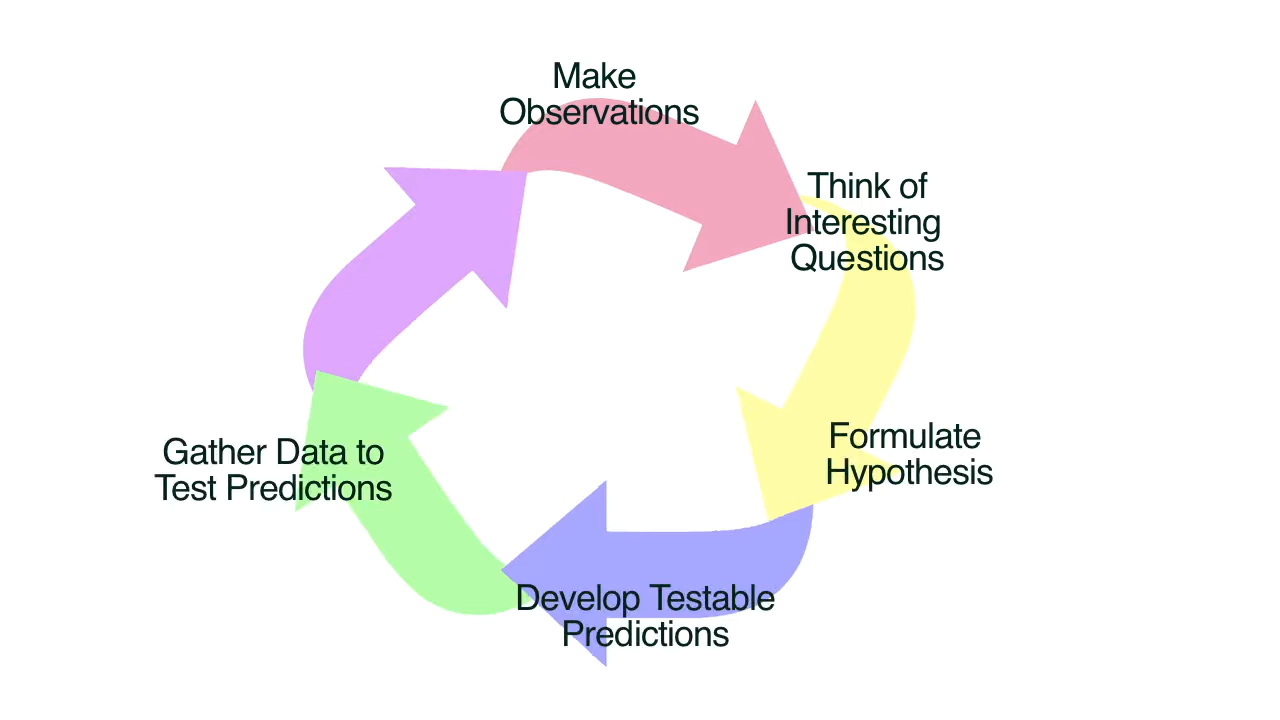 Make
Observations
Think of
Interesting
Questions
Formulate
Hypothesis
Develop Testable
Predictions
Gather Data to
Test Predictions